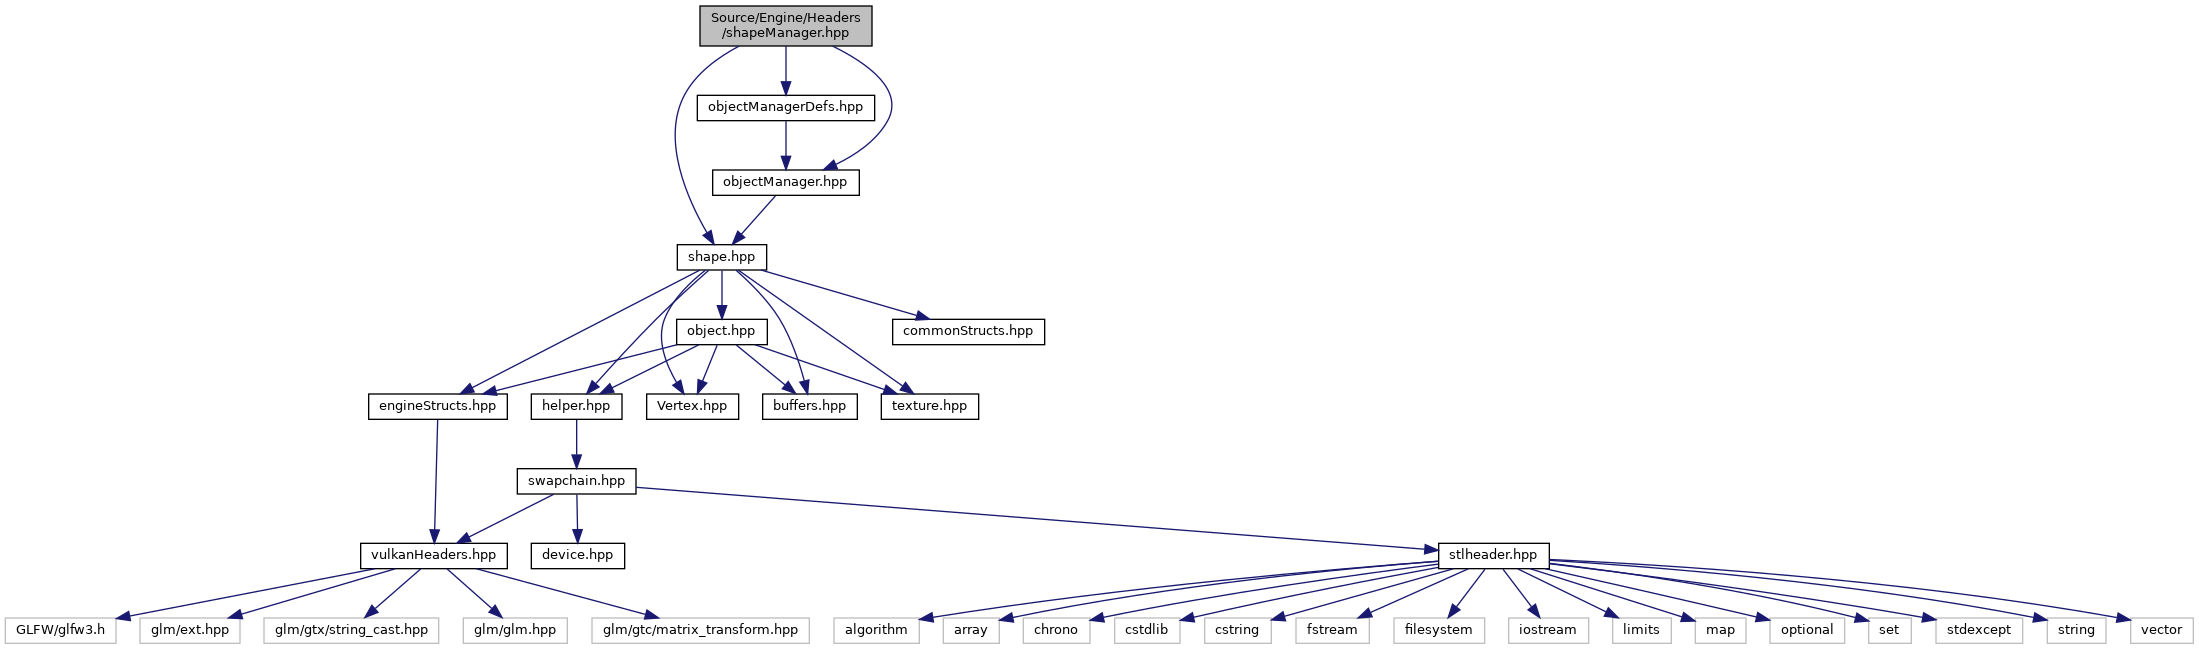 Source/Engine/Headers
/shapeManager.hpp
objectManagerDefs.hpp
objectManager.hpp
shape.hpp
object.hpp
commonStructs.hpp
engineStructs.hpp
helper.hpp
Vertex.hpp
buffers.hpp
texture.hpp
swapchain.hpp
vulkanHeaders.hpp
device.hpp
stlheader.hpp
GLFW/glfw3.h
glm/ext.hpp
glm/gtx/string_cast.hpp
glm/glm.hpp
glm/gtc/matrix_transform.hpp
algorithm
array
chrono
cstdlib
cstring
fstream
filesystem
iostream
limits
map
optional
set
stdexcept
string
vector